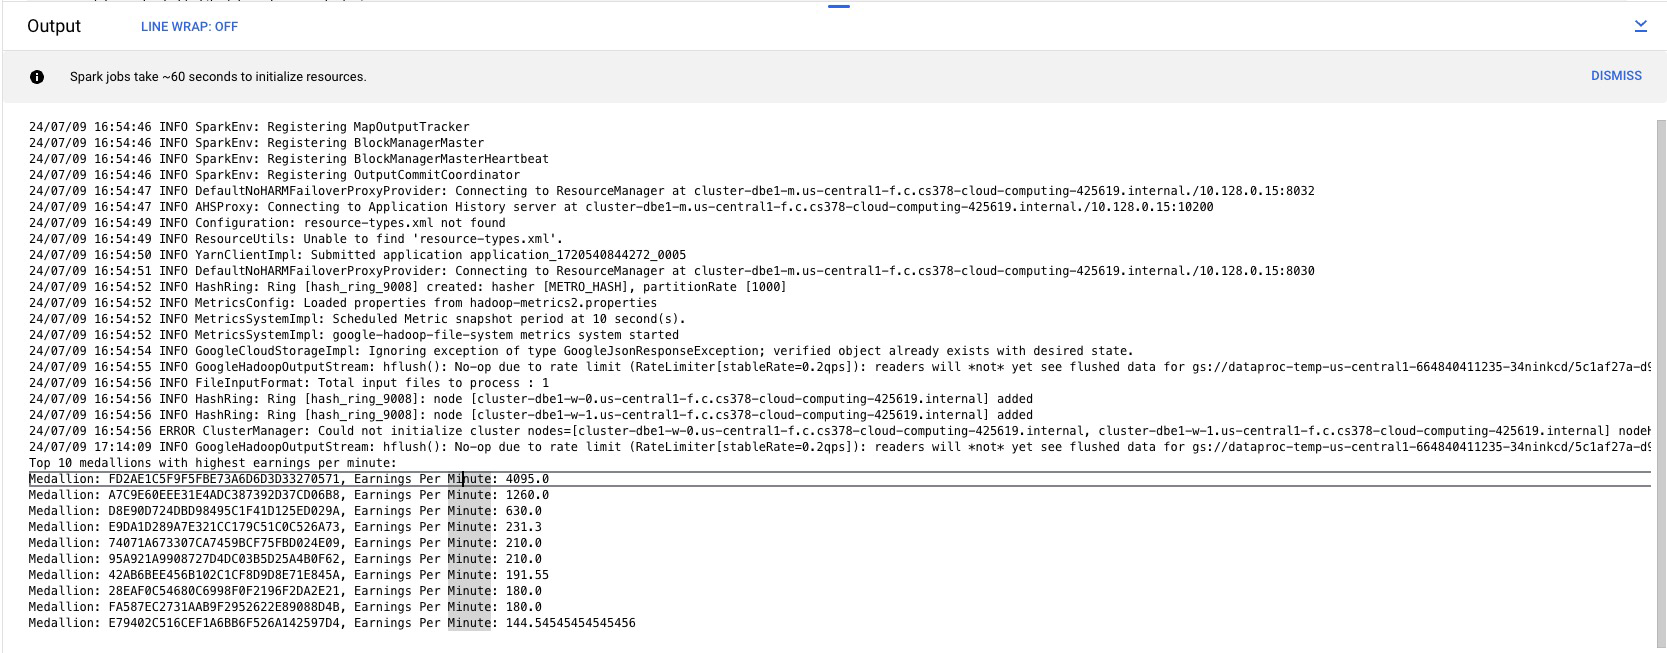 Output
LINE WRAP: OFF
Spark jobs take ~60 seconds to initialize resources.
DISMISS
24/07/09 16:54:46 INFO SparkEnv: Registering MapOutputTracker
24/07/09 16:54:46 INFO SparkEnv: Registering BlockManagerMaster
24/07/09 16:54:46 INFO SparkEnv: Registering BlockManagerMasterHeartbeat
24/07/09 16:54:46 INFO SparkEnv: Registering OutputCommitCoordinator
24/07/09 16:54:47 INFO DefaultNoHARMFailoverProxyProvider: Connecting to ResourceManager at cluster-dbe1-m.us-central1-f.c.cs378-cloud-computing-425619.internal./10.128.0.15:8032
24/07/09 16:54:47 INFO AHSProxy: Connecting to Application History server at cluster-dbe1-m.us-central1-f.c.cs378-cloud-computing-425619.internal./10.128.0.15:10200
24/07/09 16:54:49 INFO Configuration: resource-types.xml not found
24/07/09 16:54:49 INFO ResourceUtils: Unable to find 'resource-types.xml'.
24/07/09 16:54:50 INFO YarnClientImpl: Submitted application application_1720540844272_0005
24/07/09 16:54:51 INFO DefaultNoHARMFailoverProxyProvider: Connecting to ResourceManager at cluster-dbe1-m.us-central1-f.c.cs378-cloud-computing-425619.internal./10.128.0.15:8030
24/07/09 16:54:52 INFO HashRing: Ring [hash_ring_9008] created: hasher [METRO_HASH], partitionRate [1000]
24/07/09 16:54:52 INFO MetricsConfig: Loaded properties from hadoop-metrics2.properties
24/07/09 16:54:52 INFO MetricsSystemImpl: Scheduled Metric snapshot period at 10 second(s).
24/07/09 16:54:52 INFO MetricsSystemImpl: google-hadoop-file-system metrics system started
24/07/09 16:54:54 INFO GoogleCloudStorageImpl: Ignoring exception of type GoogleJsonResponseException; verified object already exists with desired state.
24/07/09 16:54:55 INFO GoogleHadoopOutputStream: hflush(): No-op due to rate limit (RateLimiter[stableRate=0.2qps]): readers will *not* yet see flushed data for gs://dataproc-temp-us-central1-664840411235-34ninkcd/5c1af27a-d9
24/07/09 16:54:56 INFO FileInputFormat: Total input files to process : 1
24/07/09 16:54:56 INFO HashRing: Ring [hash_ring_9008]: node [cluster-dbe1-w-0.us-central1-f.c.cs378-cloud-computing-425619.internal] added
24/07/09 16:54:56 INFO HashRing: Ring [hash_ring_9008]: node [cluster-dbe1-w-1.us-central1-f.c.cs378-cloud-computing-425619.internal] added
24/07/09 16:54:56 ERROR ClusterManager: Could not initialize cluster nodes=[cluster-dbe1-w-0.us-central1-f.c.cs378-cloud-computing-425619.internal, cluster-dbe1-w-1.us-central1-f.c.cs378-cloud-computing-425619.internal]
24/07/09 17:14:09 INFO GoogleHadoopOutputStream: hflush(): No-op due to rate limit (RateLimiter[stableRate=0.2qps]): readers will *not* yet see flushed data for gs://dataproc-temp-us-central1-664840411235-34ninkcd/5c1af27a-d9
Top 10 medallions with highest earnings per minute:
Medallion: FD2AE1C5F9F5FBE73A6D6D3D33270571, Earnings Per Minute: 4095.0
Medallion: A7C9E60EEE31E4ADC387392D37CD06B8, Earnings Per Minute: 1260.0
Medallion: D8E90D724DBD98495C1F41D125ED029A, Earnings Per Minute: 630.0
Medallion: E9DA1D289A7E321CC179C51C0C526A73, Earnings Per Minute: 231.3
Medallion: 74071A673307CA7459BCF75FBD024E09, Earnings Per Minute: 210.0
Medallion: 95A921A9908727D4DC03B5D25A4B0F62, Earnings Per Minute: 210.0
Medallion: 42AB6BEE456B102C1CF8D9D8E71E845A, Earnings Per Minute: 191.55
Medallion: 28EAF0C54680C6998F0F2196F2DA2E21, Earnings Per Minute: 180.0
Medallion: FA587EC2731AAB9F2952622E89088D4B, Earnings Per Minute: 180.0
Medallion: E79402C516CEF1A6BB6F526A142597D4, Earnings Per Minute: 144.54545454545456